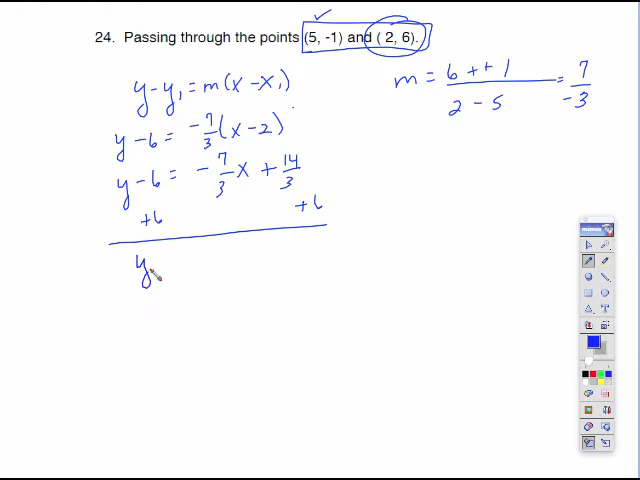 24. Passing through the points (5, -1) and ( 2, 6).
y - y₁ = m(x - x₁)
y - 6 = -7/3(x - 2)
y - 6 = -7/3x + 14/3
+6 +6
y
m = 6 + + 1 / 2 - 5 = 7/-3